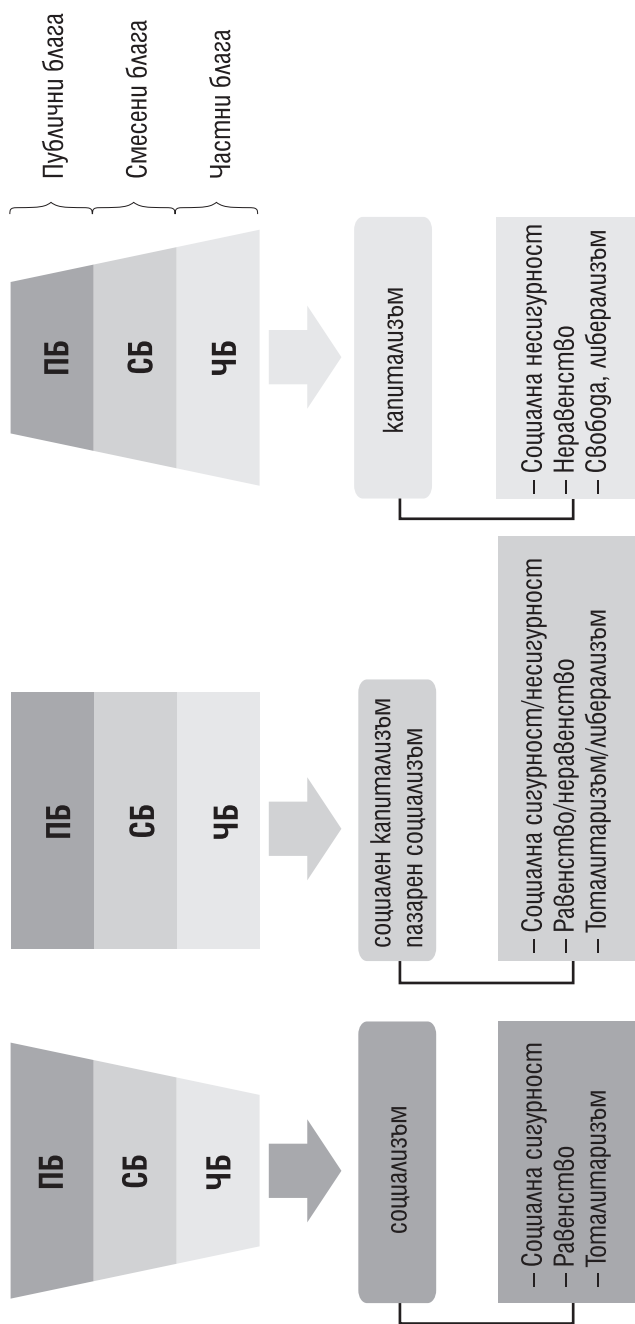 ПБ
СБ
ЧБ
ПБ
СБ
ЧБ
ПБ
СБ
ЧБ
Публични блага
Смесени блага
Частни блага
социализъм
социален капитализъм
пазарен социализъм
капитализъм
– Социална сигурност
– Равенство
– Тоталитаризъм
– Социална сигурност/несигурност
– Равенство/неравенство
– Тоталитаризъм/либерализъм
– Социална несигурност
– Неравенство
– Свобода, либерализъм